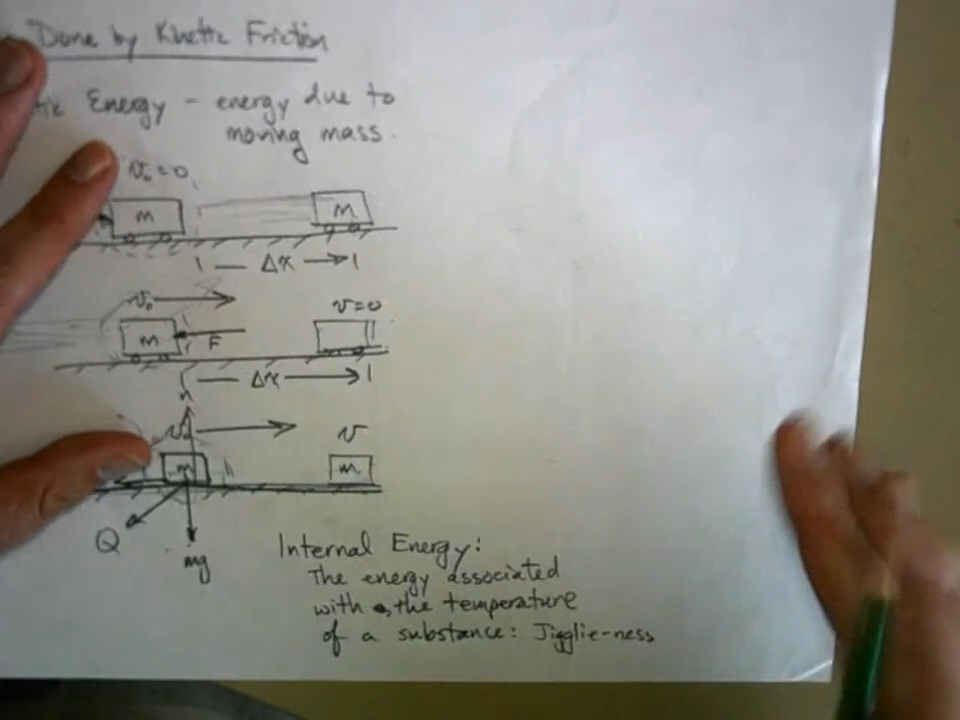 Done by Kinetic Friction
Energy - energy due to
moving mass.
v₀ = 0
m m
Δx
v₀ v=0
m F
Δx
n
v₀ v
m m
Q
mg
Internal Energy:
The energy associated
with the temperature
of a substance: Jigglie-ness